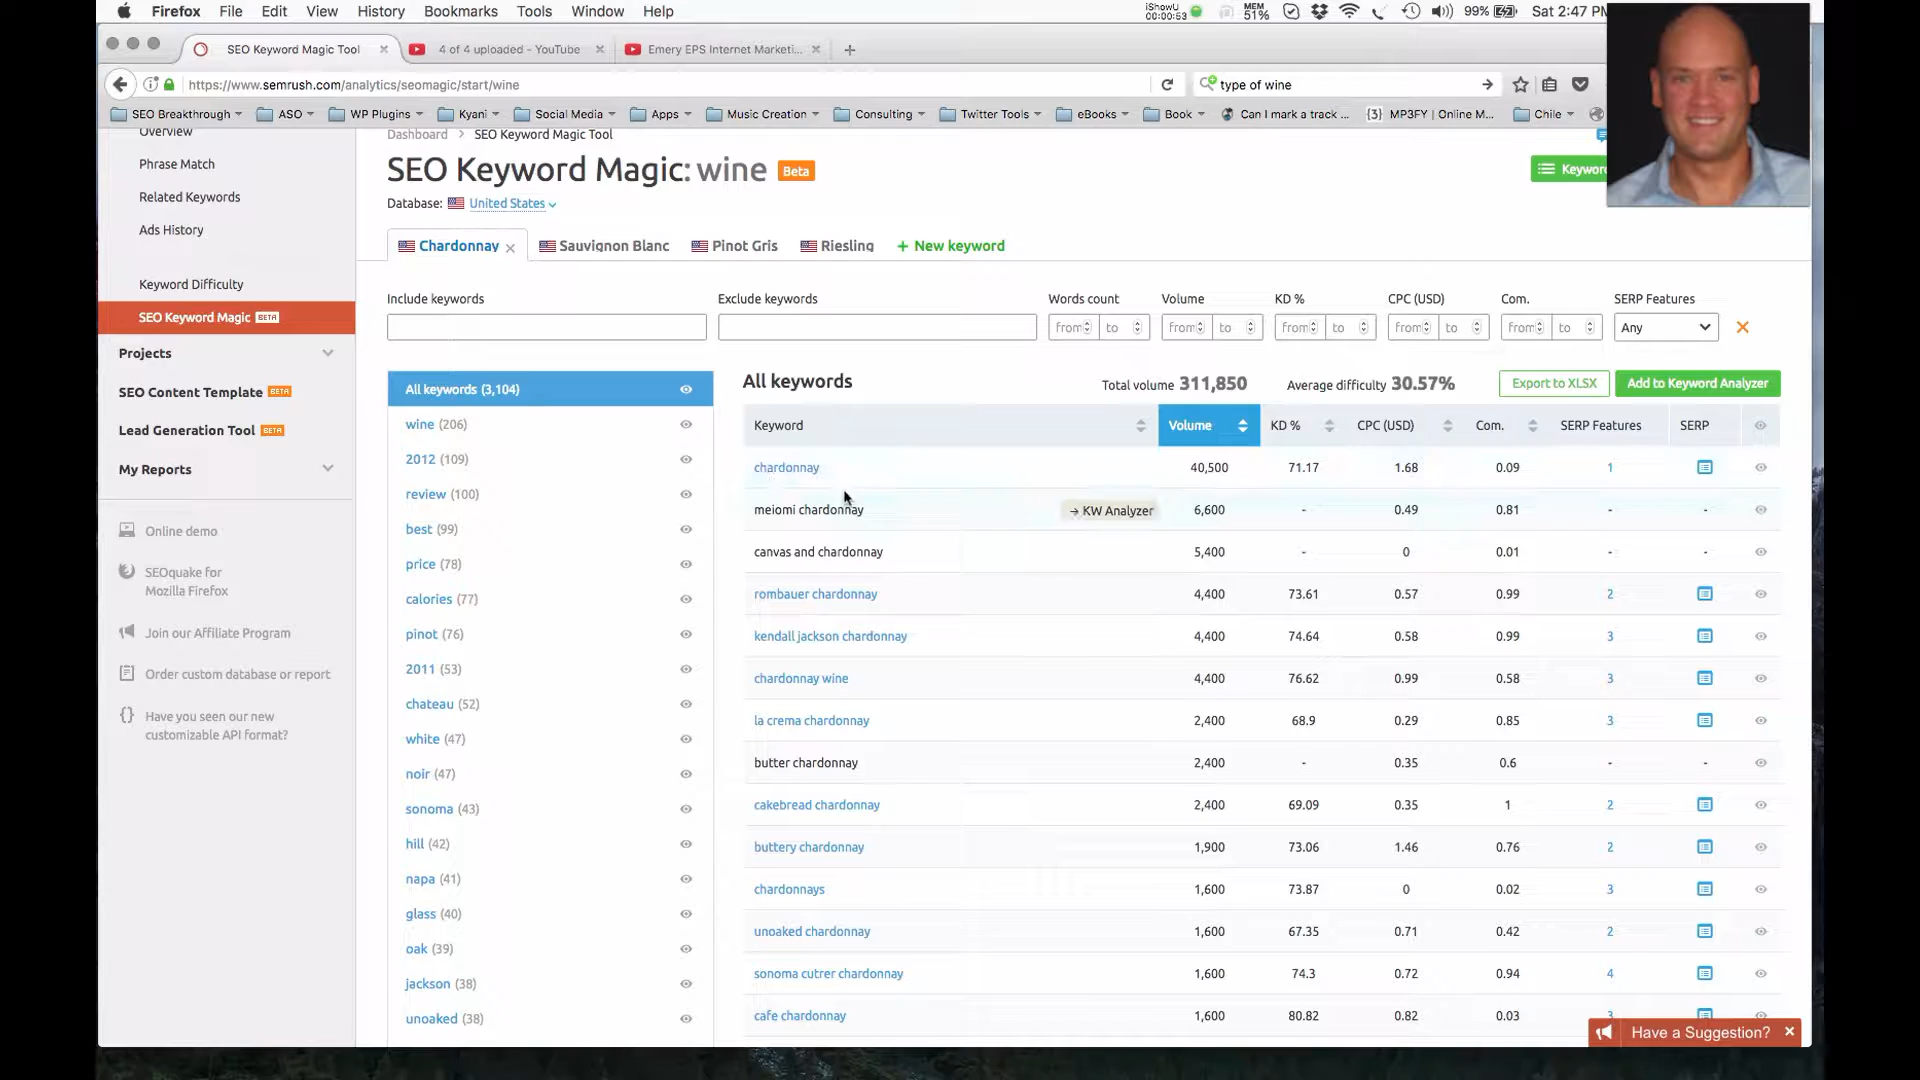 Firefox File Edit View History Bookmarks Tools Window Help
iShowU 00:00:53 MEM 51% 99% Sat 2:47 PM
SEO Keyword Magic Tool 4 of 4 uploaded - YouTube Emery EPS Internet Marketi...
https://www.semrush.com/analytics/seomagic/start/wine type of wine
SEO Breakthrough ASO WP Plugins Kyani Social Media Apps Music Creation Consulting Twitter Tools eBooks Book Can I mark a track ... MP3FY | Online M... Chile
Overview
Phrase Match
Related Keywords
Ads History
Keyword Difficulty
SEO Keyword Magic BETA
Projects
SEO Content Template BETA
Lead Generation Tool BETA
My Reports
Online demo
SEOquake for
Mozilla Firefox
Join our Affiliate Program
Order custom database or report
Have you seen our new
customizable API format?
Dashboard > SEO Keyword Magic Tool
SEO Keyword Magic: wine Beta
Database: United States
Chardonnay Sauvignon Blanc Pinot Gris Riesling + New keyword
Include keywords Exclude keywords Words count Volume KD % CPC (USD) Com. SERP Features
from to from to from to from to from to Any
All keywords (3,104)
wine (206)
2012 (109)
review (100)
best (99)
price (78)
calories (77)
pinot (76)
2011 (53)
chateau (52)
white (47)
noir (47)
sonoma (43)
hill (42)
napa (41)
glass (40)
oak (39)
jackson (38)
unoaked (38)
All keywords Total volume 311,850 Average difficulty 30.57% Export to XLSX Add to Keyword Analyzer
Keyword Volume KD % CPC (USD) Com. SERP Features SERP
chardonnay 40,500 71.17 1.68 0.09 1
meiomi chardonnay → KW Analyzer 6,600 - 0.49 0.81 - -
canvas and chardonnay 5,400 - 0 0.01 - -
rombauer chardonnay 4,400 73.61 0.57 0.99 2
kendall jackson chardonnay 4,400 74.64 0.58 0.99 3
chardonnay wine 4,400 76.62 0.99 0.58 3
la crema chardonnay 2,400 68.9 0.29 0.85 3
butter chardonnay 2,400 - 0.35 0.6 - -
cakebread chardonnay 2,400 69.09 0.35 1 2
buttery chardonnay 1,900 73.06 1.46 0.76 2
chardonnays 1,600 73.87 0 0.02 3
unoaked chardonnay 1,600 67.35 0.71 0.42 2
sonoma cutrer chardonnay 1,600 74.3 0.72 0.94 4
cafe chardonnay 1,600 80.82 0.82 0.03 3
Have a Suggestion?